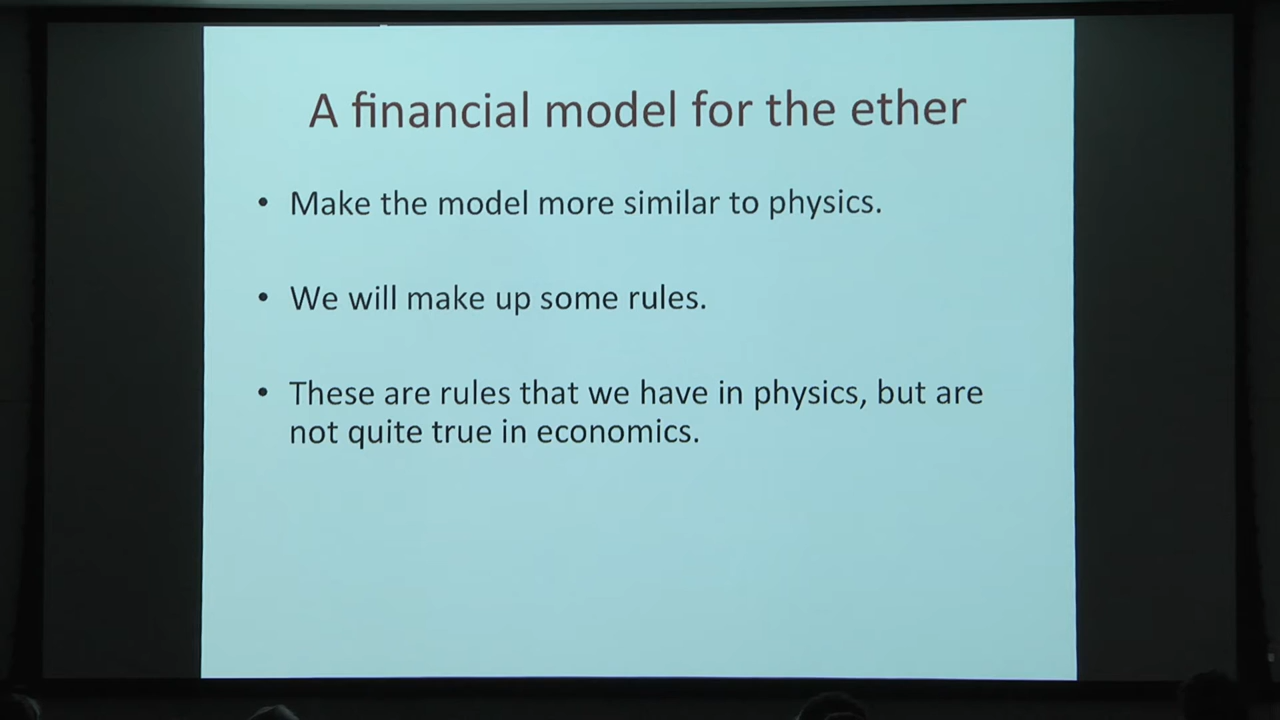 A financial model for the ether
• Make the model more similar to physics.
• We will make up some rules.
• These are rules that we have in physics, but are
not quite true in economics.